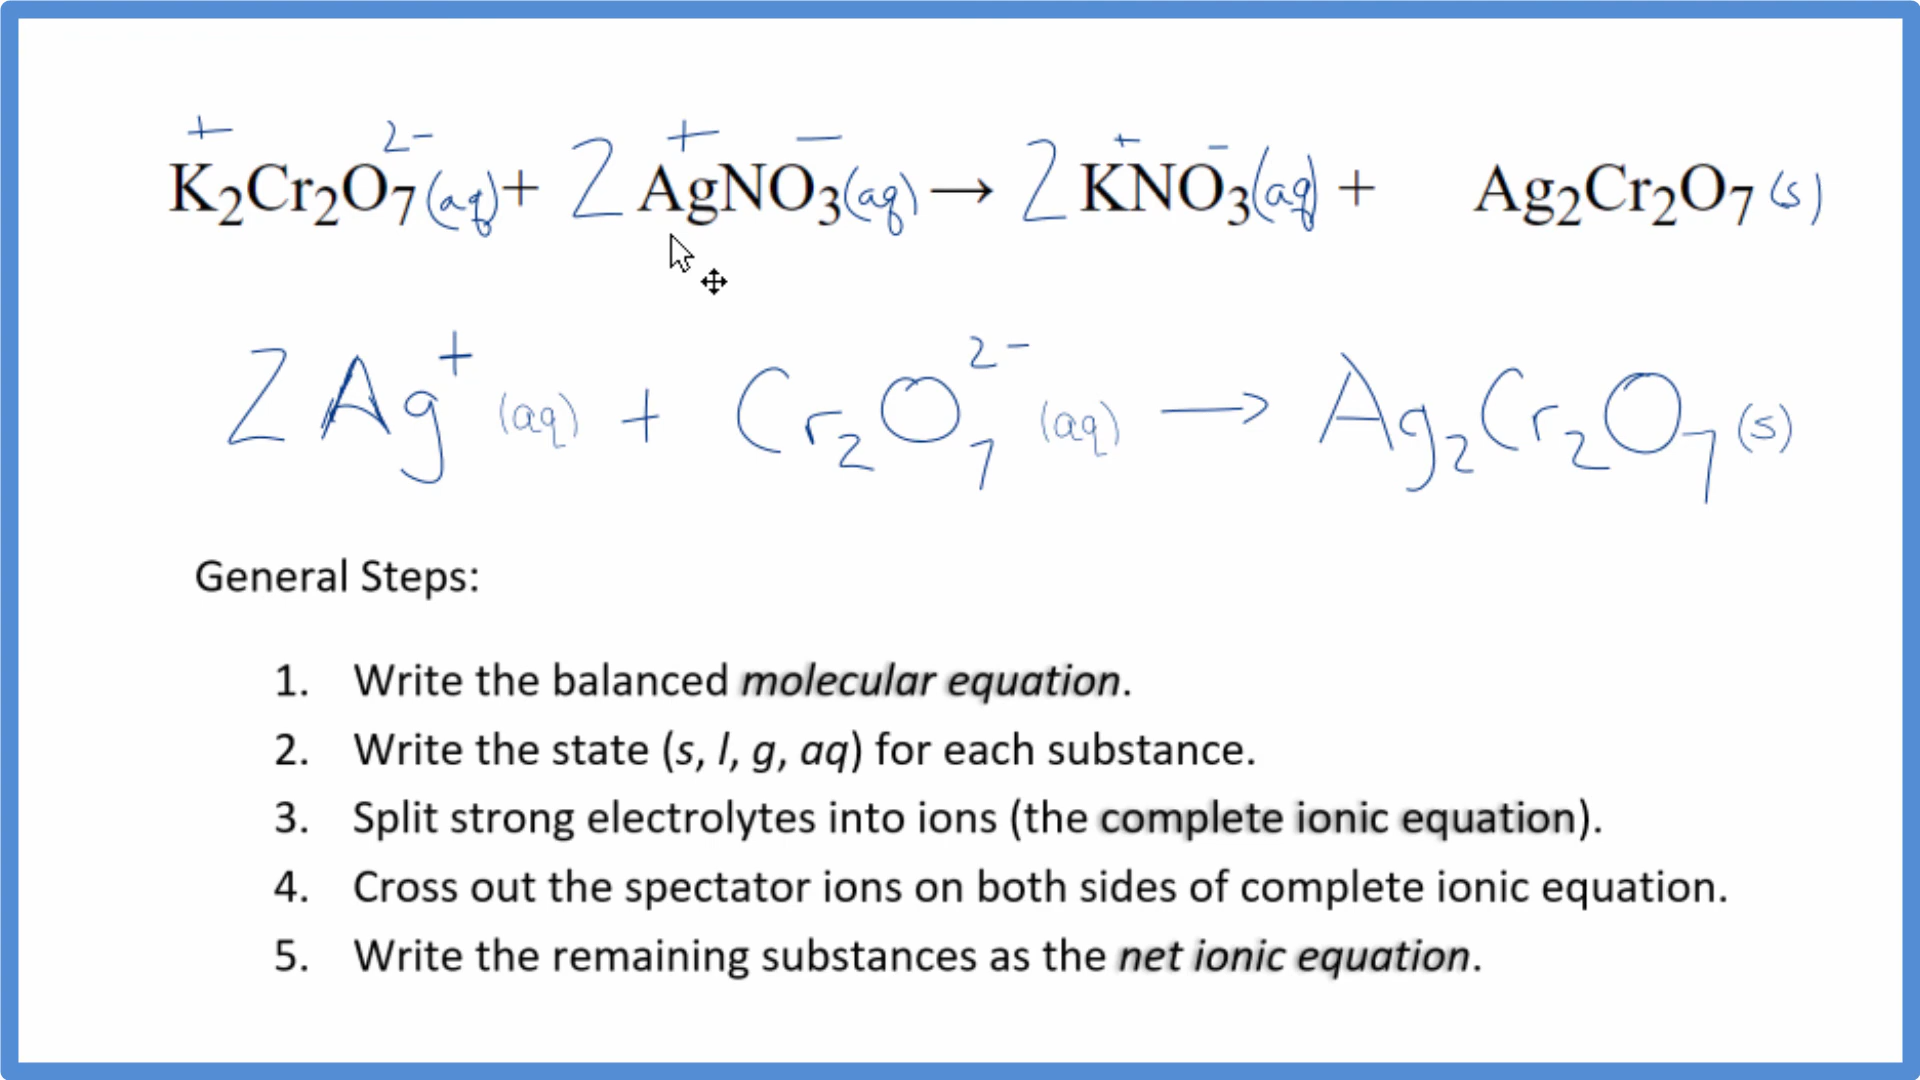 + 2- + − + −
K₂Cr₂O₇(aq) + 2 AgNO₃(aq) → 2 KNO₃(aq) + Ag₂Cr₂O₇(s)
2Ag⁺(aq) + Cr₂O₇²⁻(aq) → Ag₂Cr₂O₇(s)
General Steps:
1. Write the balanced molecular equation.
2. Write the state (s, l, g, aq) for each substance.
3. Split strong electrolytes into ions (the complete ionic equation).
4. Cross out the spectator ions on both sides of complete ionic equation.
5. Write the remaining substances as the net ionic equation.